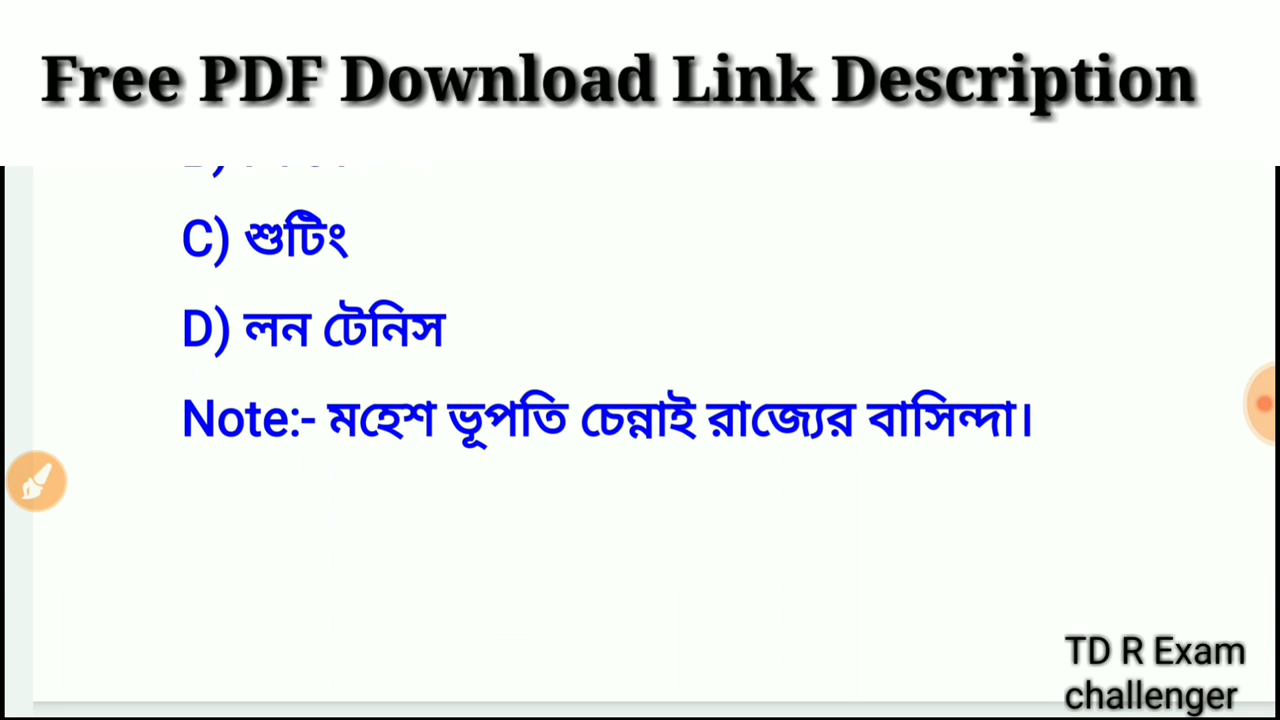 Free PDF Download Link Description
C) শুটিং
D) লন টেনিস
Note:- মহেশ ভূপতি চেন্নাই রাজ্যের বাসিন্দা।
TD R Exam
challenger